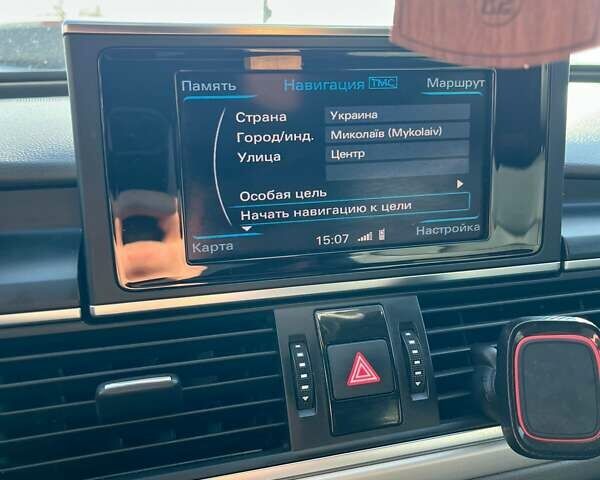 Память Навигация TMC Маршрут
Страна Украина
Город/инд. Миколаїв (Mykolaiv)
Улица Центр
Особая цель
Начать навигацию к цели
Карта 15:07 Настройка